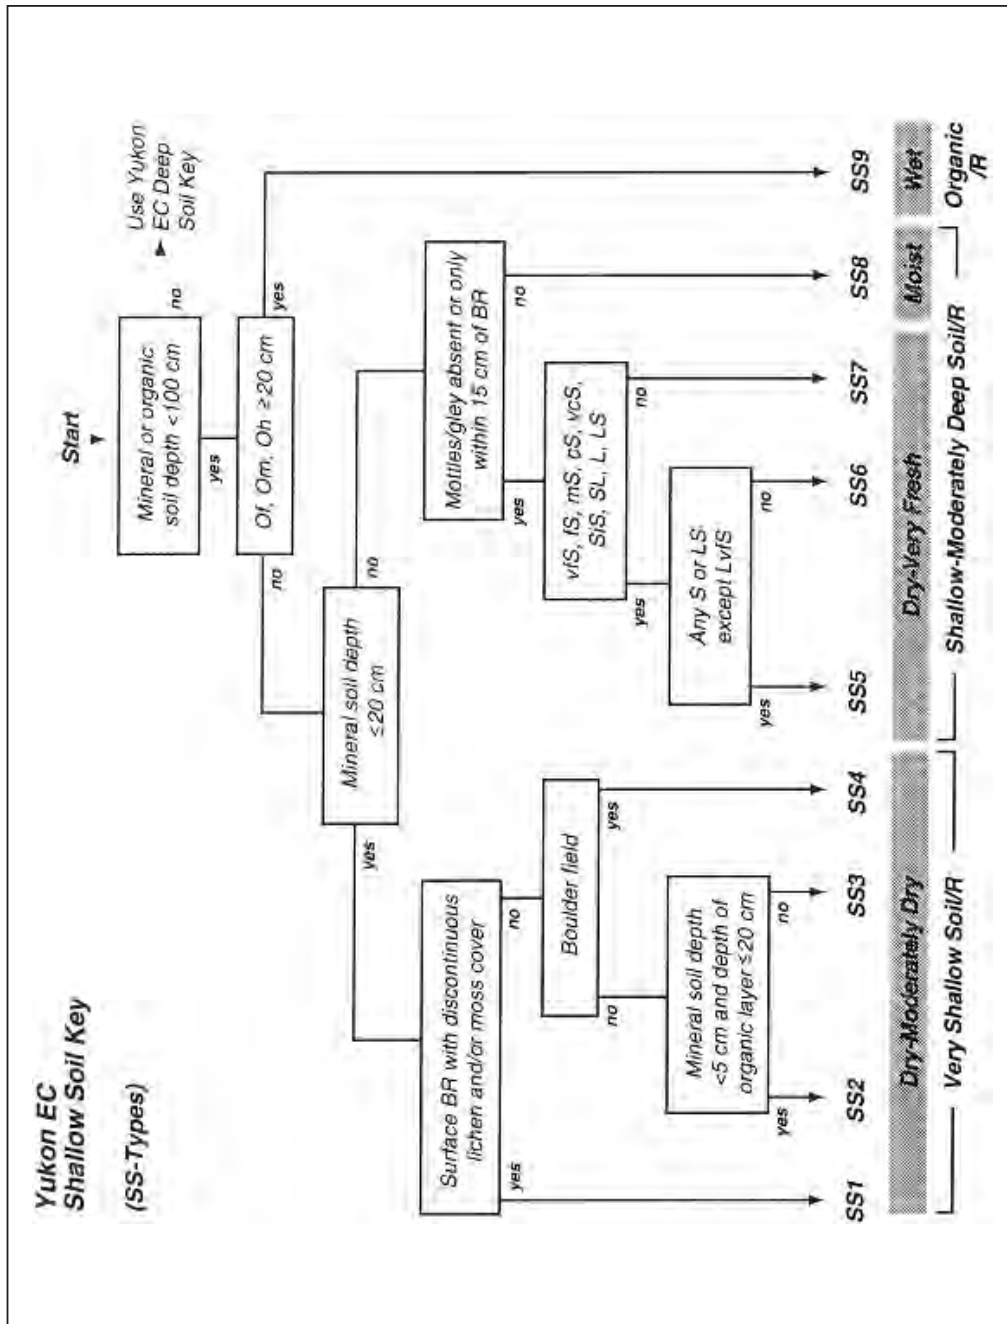 Yukon EC
Shallow Soil Key
(SS-Types)
Start
Mineral or organic
soil depth <100 cm
no
Use Yukon
EC Deep
Soil Key
yes
Of, Om, Oh ≥20 cm
yes
no
Mineral soil depth
≤20 cm
yes
no
Surface BR with discontinuous
lichen and/or moss cover
yes
no
Boulder field
no
yes
Mineral soil depth
<5 cm and depth of
organic layer ≤20 cm
yes
no
Mottles/gley absent or only
within 15 cm of BR
yes
no
vfS, fS, mS, cS, vcS,
SiS, SL, L, LS
yes
no
Any S or LS
except LvfS
yes
no
SS1
SS2
SS3
SS4
SS5
SS6
SS7
SS8
SS9
Dry-Moderately Dry
Dry-Very Fresh
Moist
Wet
Very Shallow Soil/R
Shallow-Moderately Deep Soil/R
Organic
/R